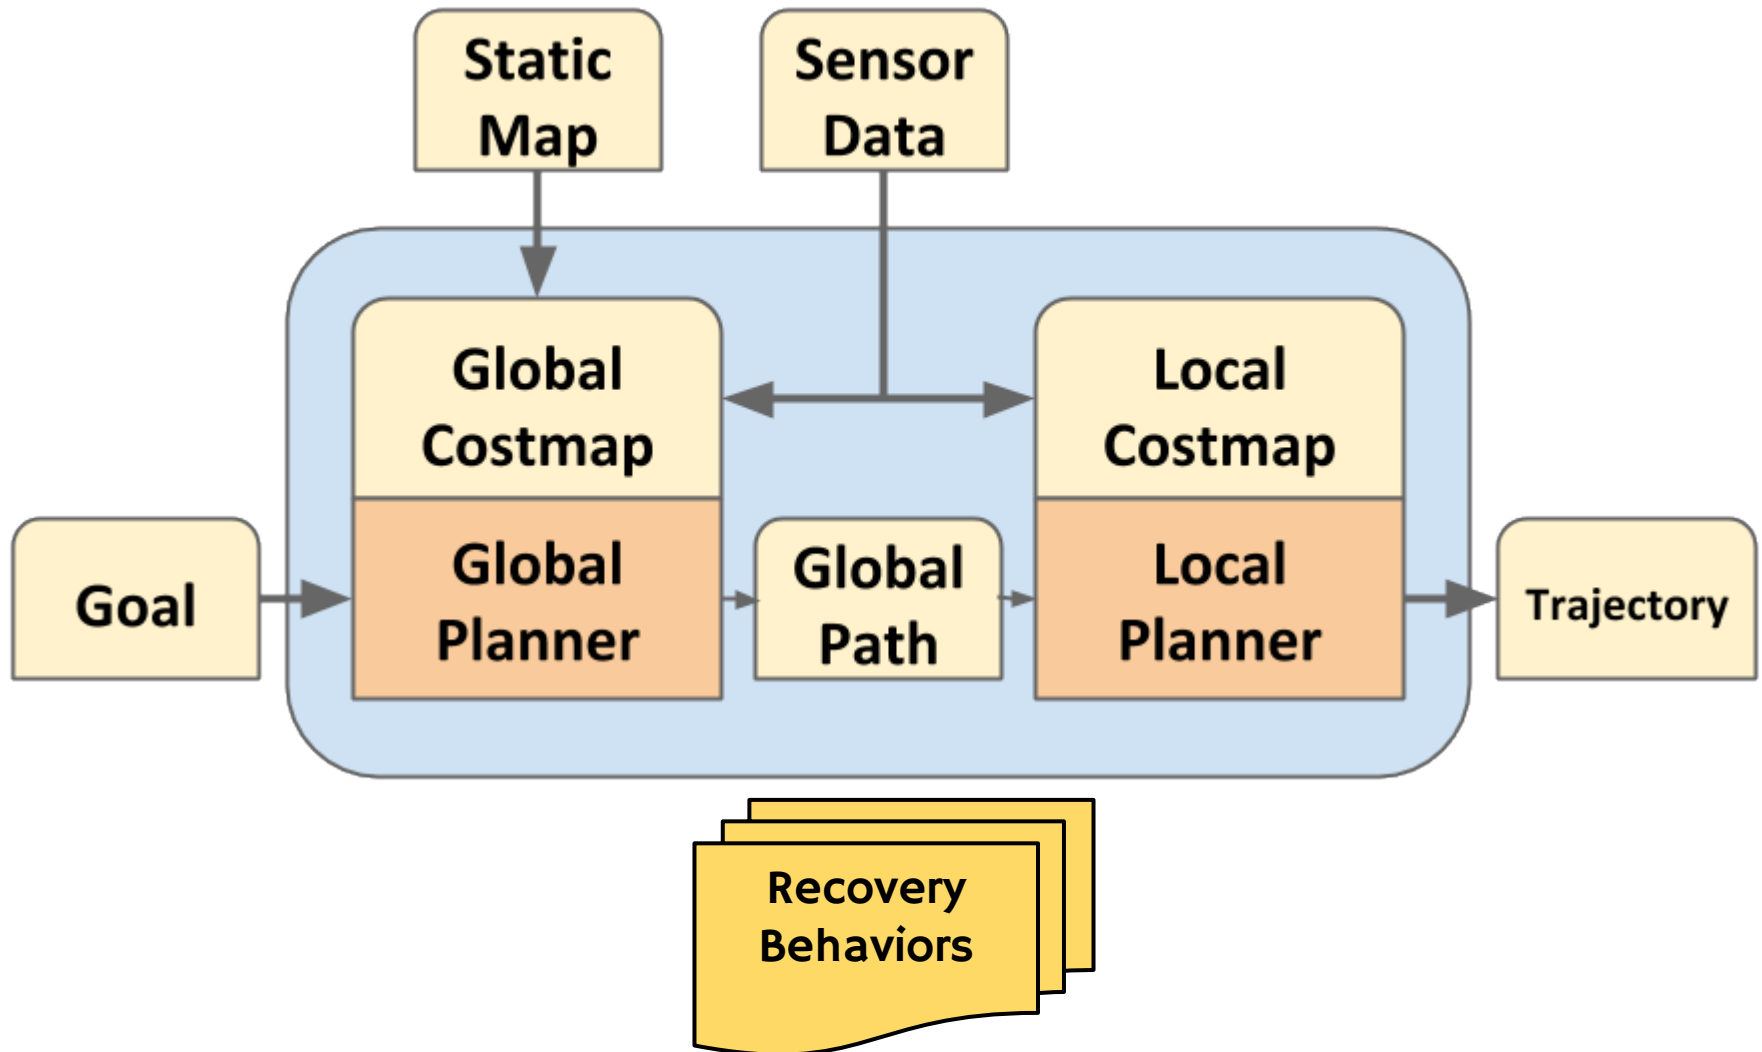 Static
Map
Sensor
Data
Global
Costmap
Local
Costmap
Goal
Global
Planner
Global
Path
Local
Planner
Trajectory
Recovery
Behaviors